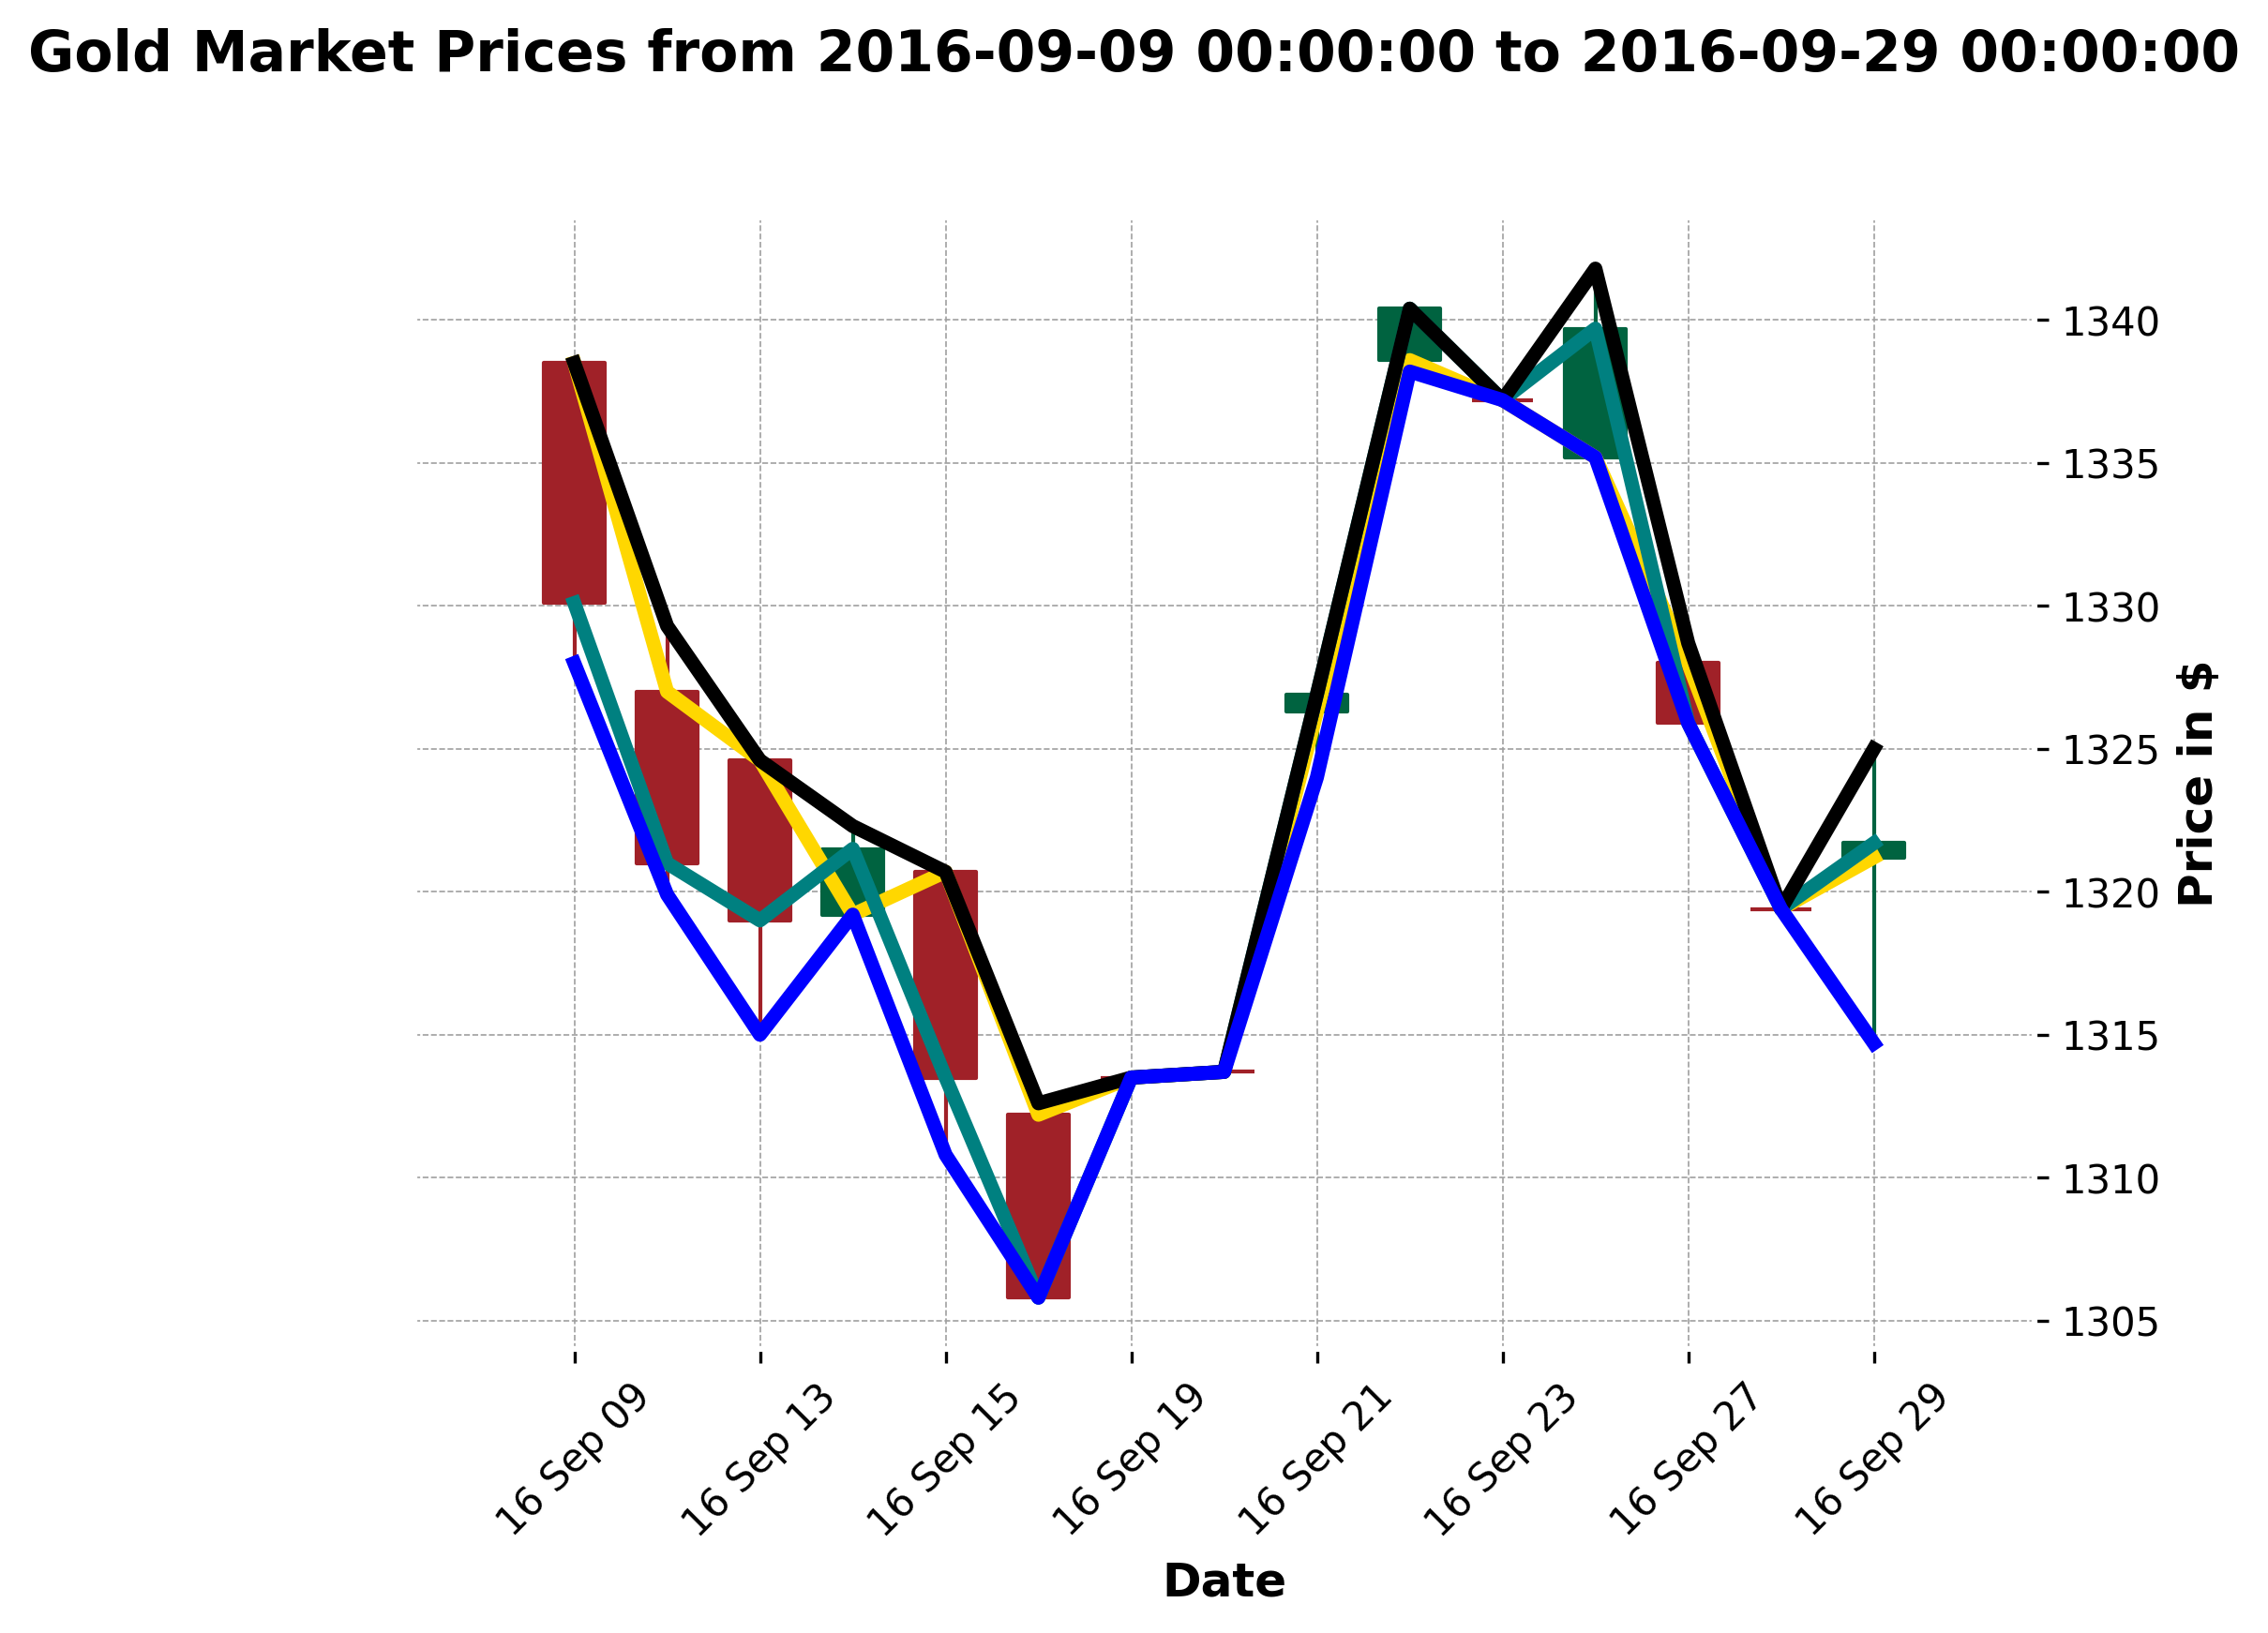 Gold Market Prices from 2016-09-09 00:00:00 to 2016-09-29 00:00:00
1340
1335
1330
1325
1320
1315
1310
1305
Price in $
16 Sep 09
16 Sep 13
16 Sep 15
16 Sep 19
16 Sep 21
16 Sep 23
16 Sep 27
16 Sep 29
Date